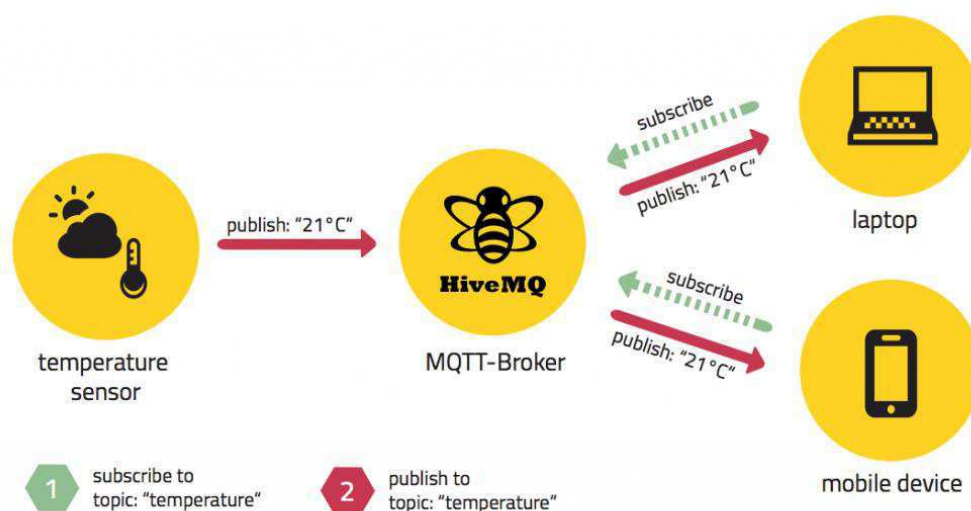 subscribe
publish: "21°C"
laptop
publish: "21°C"
HiveMQ
temperature
sensor
MQTT-Broker
subscribe
publish: "21°C"
mobile device
1
subscribe to
topic: "temperature"
2
publish to
topic: "temperature"